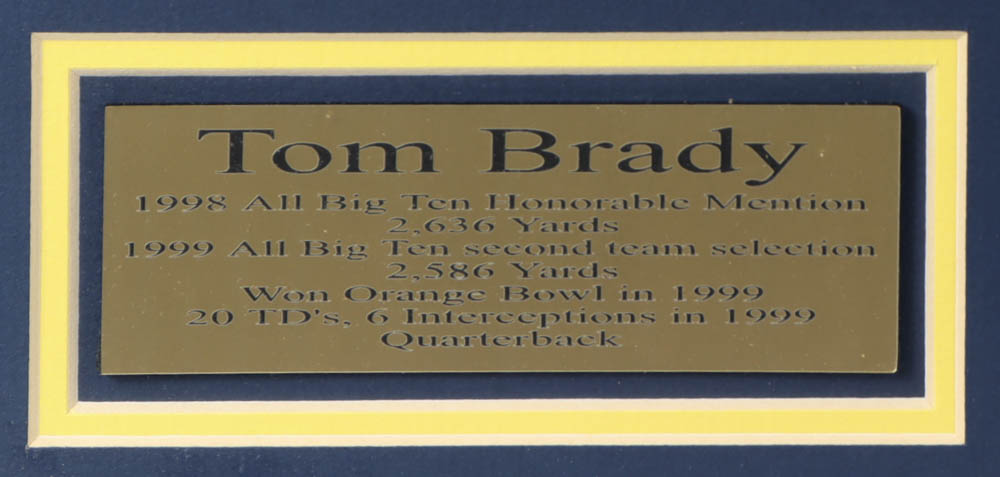 Tom Brady
1998 All Big Ten Honorable Mention
2,636 Yards
1999 All Big Ten second team selection
2,586 Yards
Won Orange Bowl in 1999
20 TD's, 6 Interceptions in 1999
Quarterback